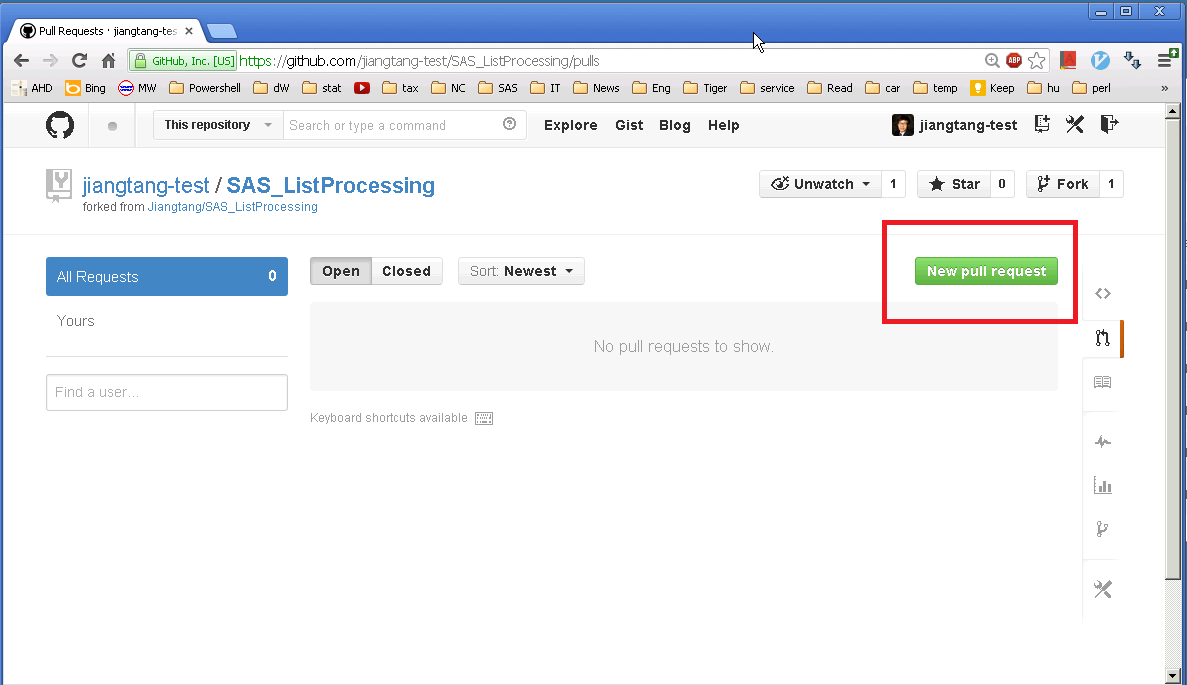 Pull Requests · jiangtang-tes
GitHub, Inc. [US] https://github.com/jiangtang-test/SAS_ListProcessing/pulls ABP
AHD Bing MW Powershell dW stat tax NC SAS IT News Eng Tiger service Read car temp Keep hu perl »
This repository Search or type a command Explore Gist Blog Help jiangtang-test
jiangtang-test / SAS_ListProcessing Unwatch 1 Star 0 Fork 1
forked from Jiangtang/SAS_ListProcessing
All Requests 0 Open Closed Sort: Newest New pull request
Yours
No pull requests to show.
Find a user...
Keyboard shortcuts available